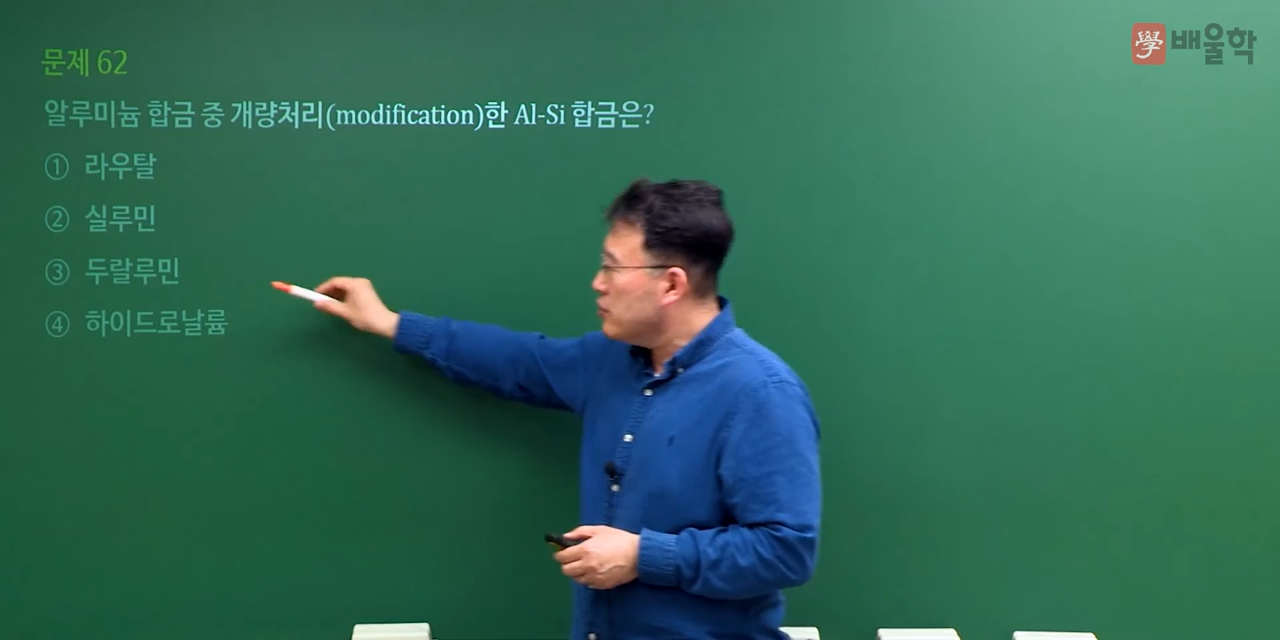 學 배울학
문제 62
알루미늄 합금 중 개량처리(modification)한 Al-Si 합금은?
① 라우탈
② 실루민
③ 두랄루민
④ 하이드로날륨